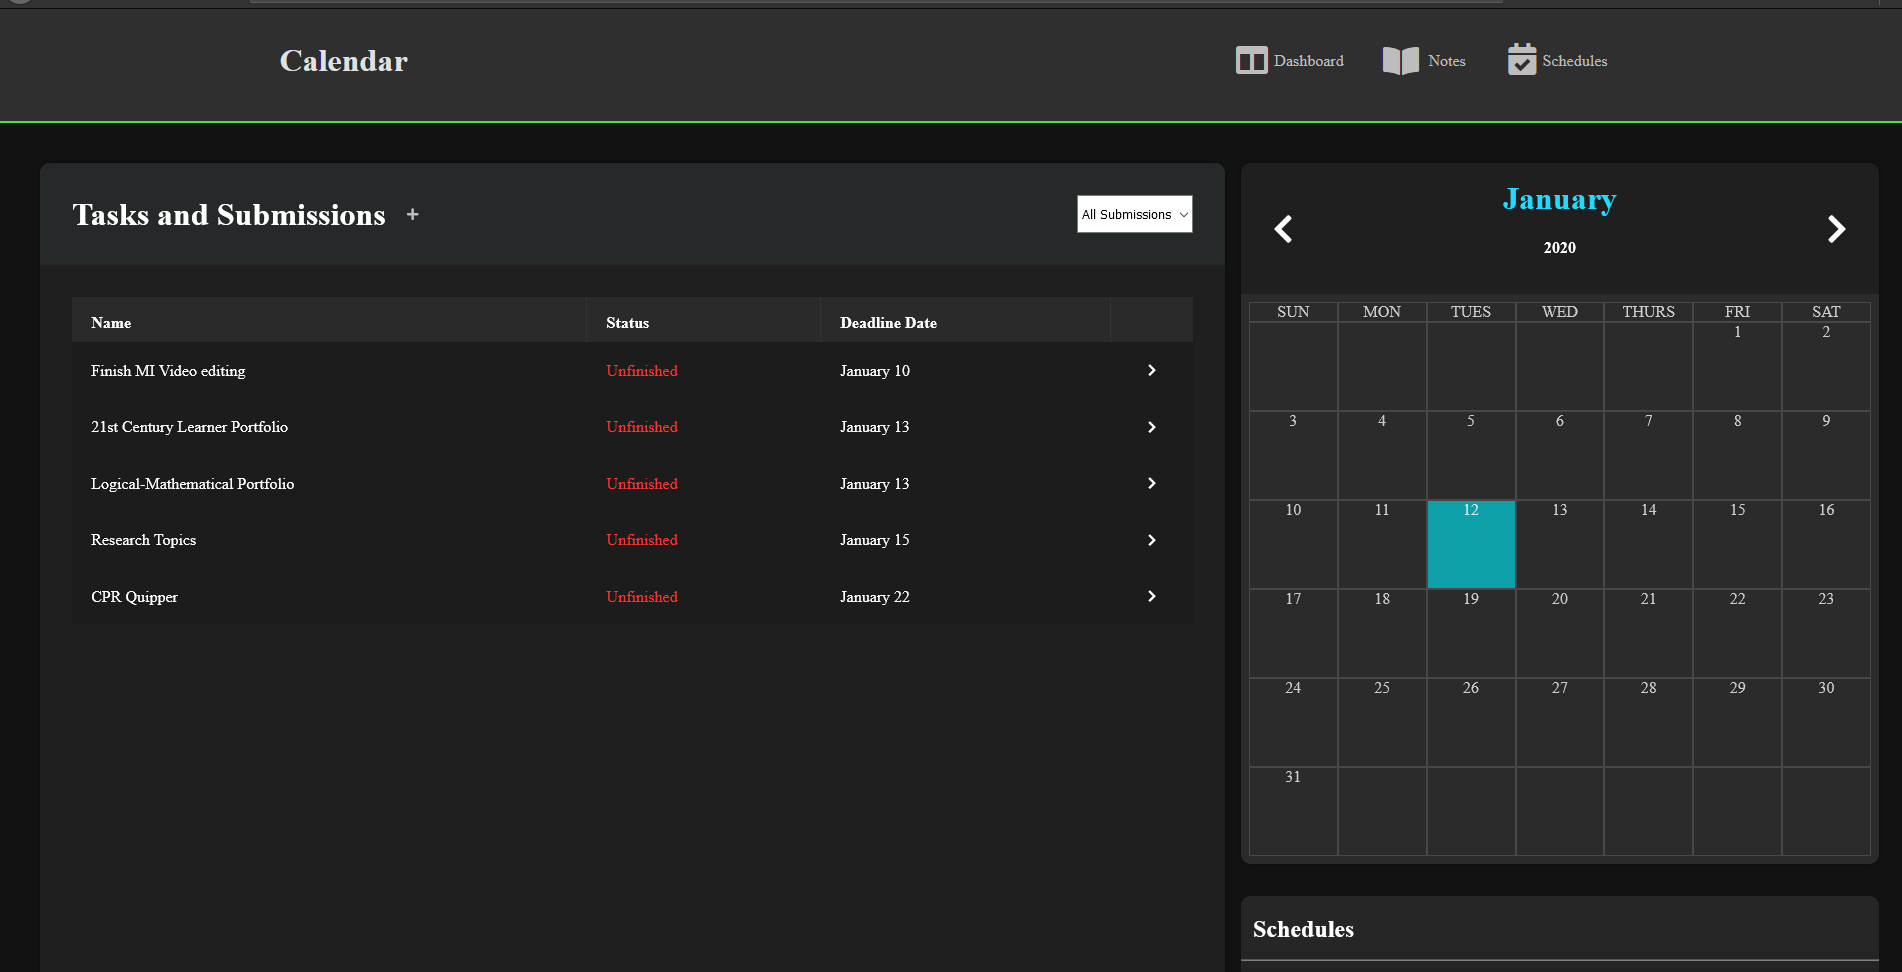 Calendar
Dashboard
Notes
Schedules
Tasks and Submissions +
All Submissions
Name Status Deadline Date
Finish MI Video editing Unfinished January 10
21st Century Learner Portfolio Unfinished January 13
Logical-Mathematical Portfolio Unfinished January 13
Research Topics Unfinished January 15
CPR Quipper Unfinished January 22
January
2020
SUN MON TUES WED THURS FRI SAT
1 2
3 4 5 6 7 8 9
10 11 12 13 14 15 16
17 18 19 20 21 22 23
24 25 26 27 28 29 30
31
Schedules